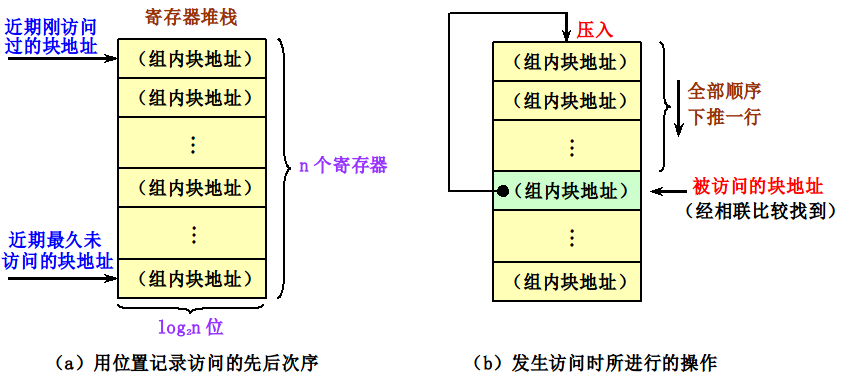 寄存器堆栈
近期刚访问
过的块地址
(组内块地址)
(组内块地址)
⋮
(组内块地址)
⋮
(组内块地址)
近期最久未
访问的块地址
n 个寄存器
log₂n 位
(a) 用位置记录访问的先后次序
压入
(组内块地址)
(组内块地址)
⋮
(组内块地址)
⋮
(组内块地址)
全部顺序
下推一行
被访问的块地址
(经相联比较找到)
(b) 发生访问时所进行的操作